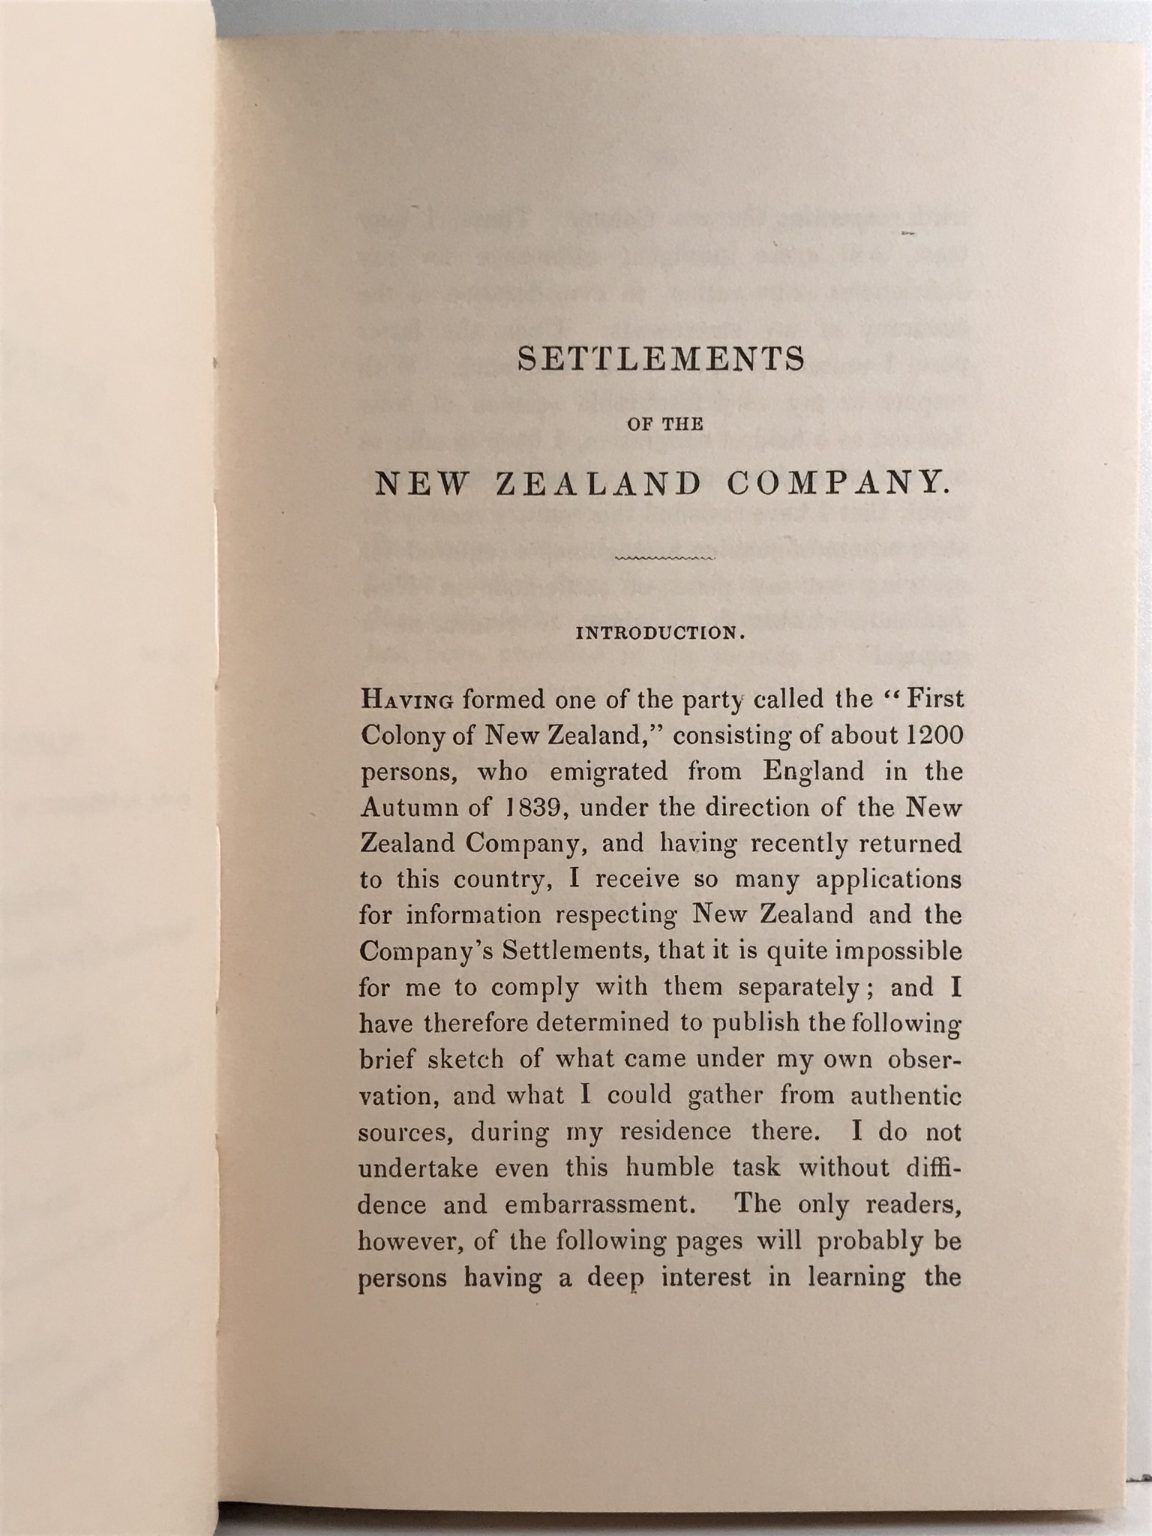 SETTLEMENTS
OF THE
NEW ZEALAND COMPANY.
INTRODUCTION.
HAVING formed one of the party called the “ First
Colony of New Zealand,” consisting of about 1200
persons, who emigrated from England in the
Autumn of 1839, under the direction of the New
Zealand Company, and having recently returned
to this country, I receive so many applications
for information respecting New Zealand and the
Company’s Settlements, that it is quite impossible
for me to comply with them separately; and I
have therefore determined to publish the following
brief sketch of what came under my own obser-
vation, and what I could gather from authentic
sources, during my residence there. I do not
undertake even this humble task without diffi-
dence and embarrassment. The only readers,
however, of the following pages will probably be
persons having a deep interest in learning the